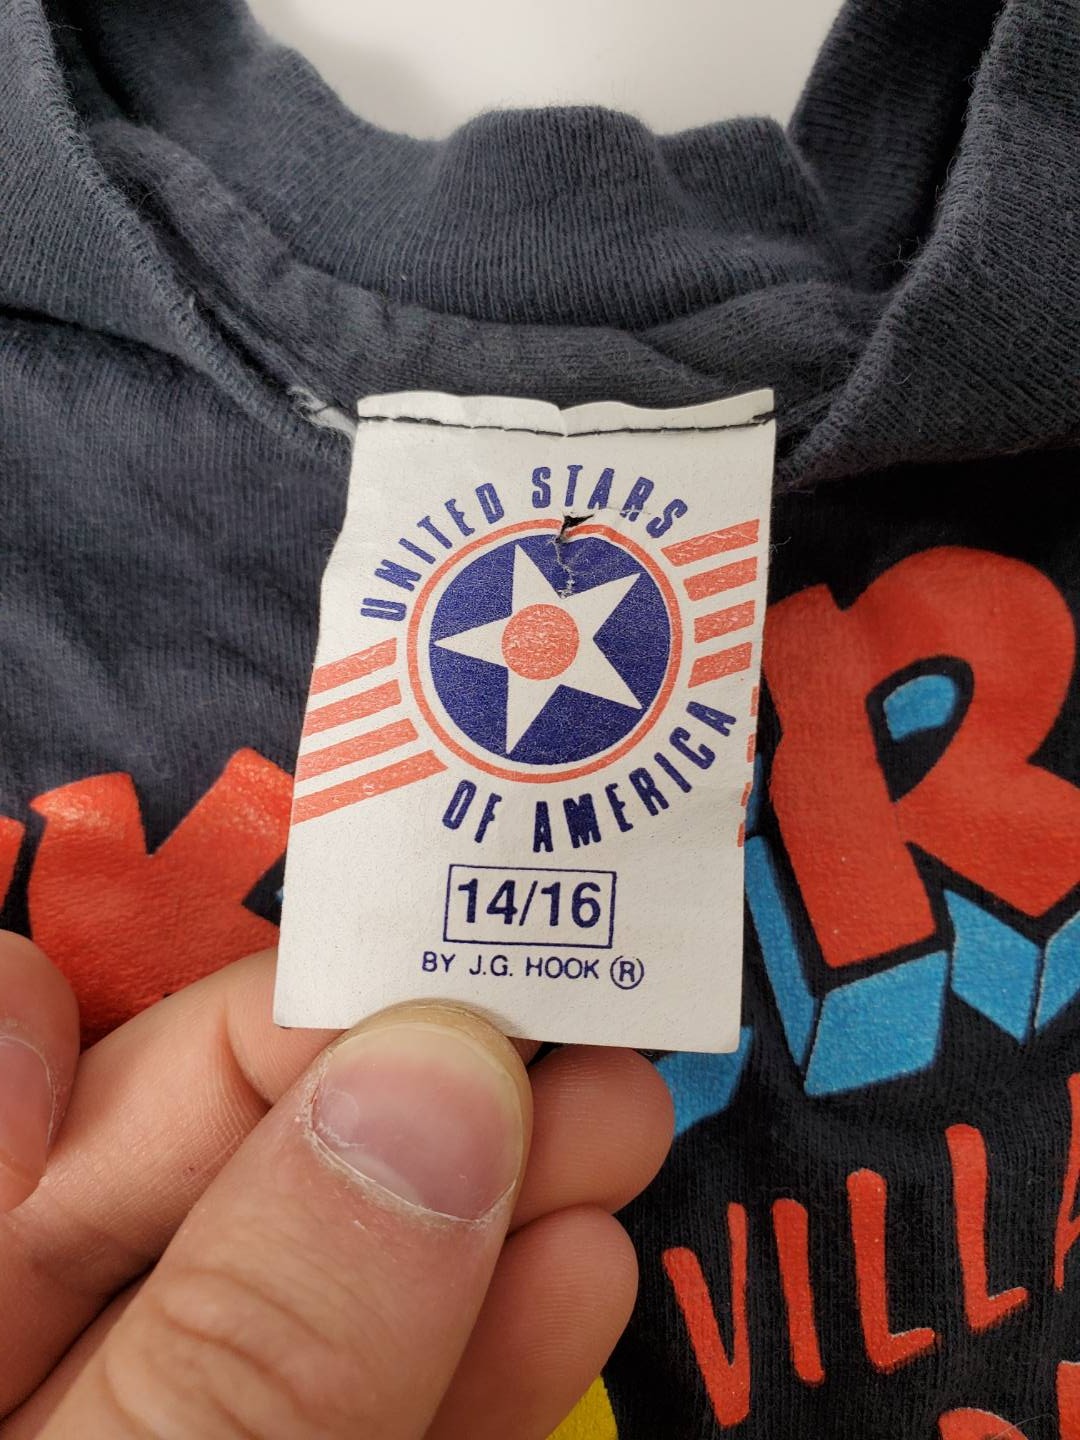 UNITED STARS
OF AMERICA
14/16
BY J.G. HOOK ®
K R
VILLA